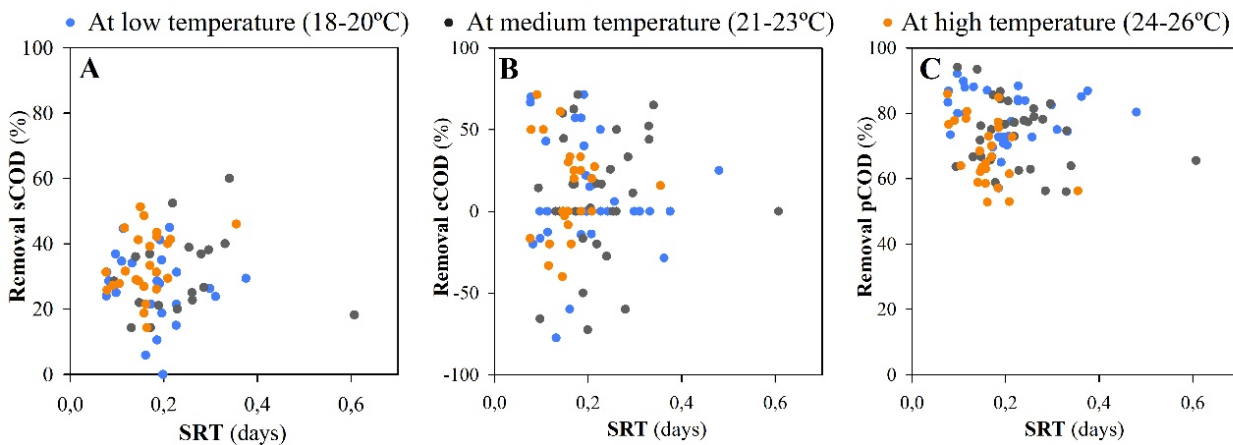 At low temperature (18-20ºC) At medium temperature (21-23ºC) At high temperature (24-26ºC)
A
Removal sCOD (%)
100
80
60
40
20
0
0,0 0,2 0,4 0,6
SRT (days)
B
Removal cCOD (%)
100
50
0
-50
-100
0,0 0,2 0,4 0,6
SRT (days)
C
Removal pCOD (%)
100
80
60
40
20
0
0,0 0,2 0,4 0,6
SRT (days)